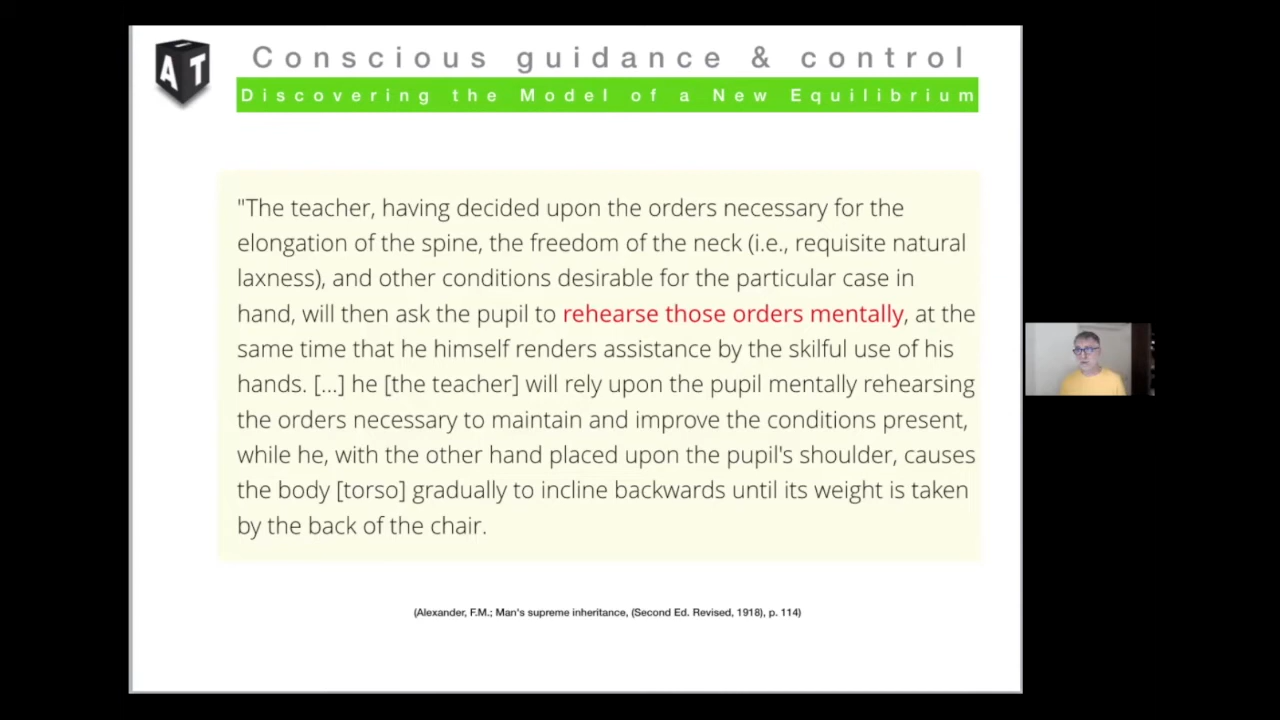 AT
Conscious guidance & control
Discovering the Model of a New Equilibrium
"The teacher, having decided upon the orders necessary for the
elongation of the spine, the freedom of the neck (i.e., requisite natural
laxness), and other conditions desirable for the particular case in
hand, will then ask the pupil to rehearse those orders mentally, at the
same time that he himself renders assistance by the skilful use of his
hands. [...] he [the teacher] will rely upon the pupil mentally rehearsing
the orders necessary to maintain and improve the conditions present,
while he, with the other hand placed upon the pupil's shoulder, causes
the body [torso] gradually to incline backwards until its weight is taken
by the back of the chair.
(Alexander, F.M.; Man's supreme inheritance, (Second Ed. Revised, 1918), p. 114)